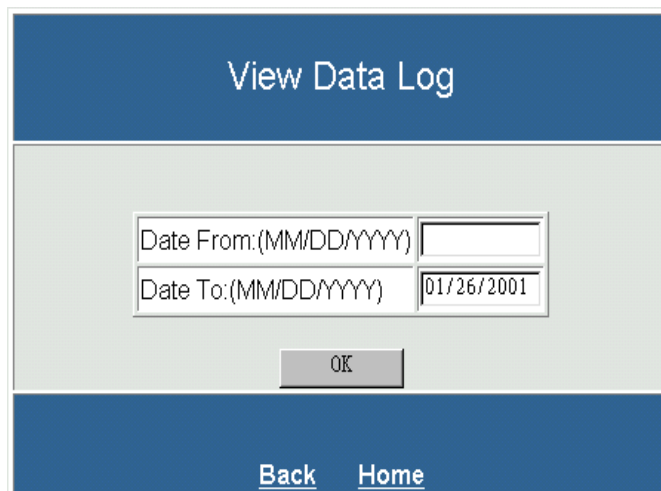 View Data Log
Date From:(MM/DD/YYYY)
Date To:(MM/DD/YYYY) 01/26/2001
OK
Back Home